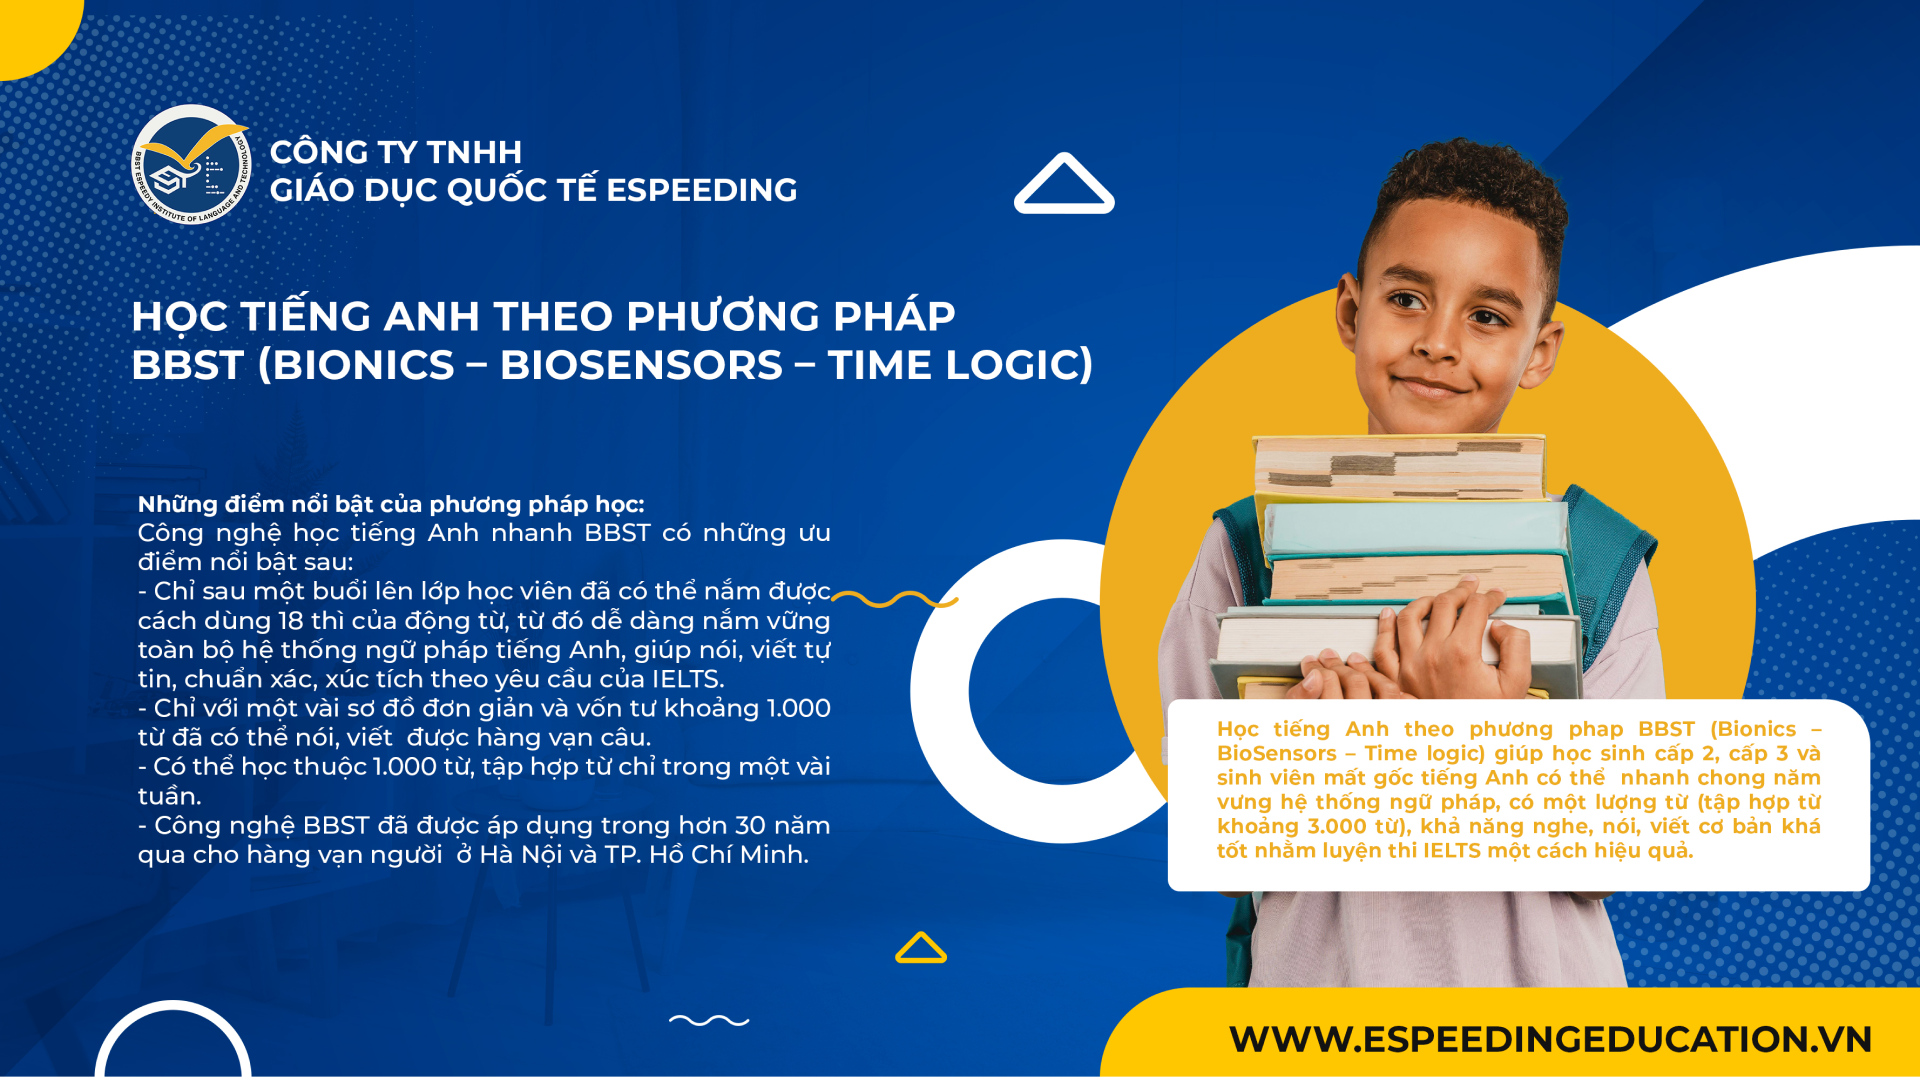 BBST ESPEEDY INSTITUTE OF LANGUAGE AND TECHNOLOGY
CÔNG TY TNHH
GIÁO DỤC QUỐC TẾ ESPEEDING
HỌC TIẾNG ANH THEO PHƯƠNG PHÁP
BBST (BIONICS – BIOSENSORS – TIME LOGIC)
Những điểm nổi bật của phương pháp học:
Công nghệ học tiếng Anh nhanh BBST có những ưu
điểm nổi bật sau:
- Chỉ sau một buổi lên lớp học viên đã có thể nắm được
cách dùng 18 thì của động từ, từ đó dễ dàng nắm vững
toàn bộ hệ thống ngữ pháp tiếng Anh, giúp nói, viết tự
tin, chuẩn xác, xúc tích theo yêu cầu của IELTS.
- Chỉ với một vài sơ đồ đơn giản và vốn tư khoảng 1.000
từ đã có thể nói, viết  được hàng vạn câu.
- Có thể học thuộc 1.000 từ, tập hợp từ chỉ trong một vài
tuần.
- Công nghệ BBST đã được áp dụng trong hơn 30 năm
qua cho hàng vạn người  ở Hà Nội và TP. Hồ Chí Minh.
Học tiếng Anh theo phương phap BBST (Bionics –
BioSensors – Time logic) giúp học sinh cấp 2, cấp 3 và
sinh viên mất gốc tiếng Anh có thể  nhanh chong năm
vưng hệ thống ngữ pháp, có một lượng từ (tập hợp từ
khoảng 3.000 từ), khả năng nghe, nói, viết cơ bản khá
tốt nhằm luyện thi IELTS một cách hiệu quả.
WWW.ESPEEDINGEDUCATION.VN